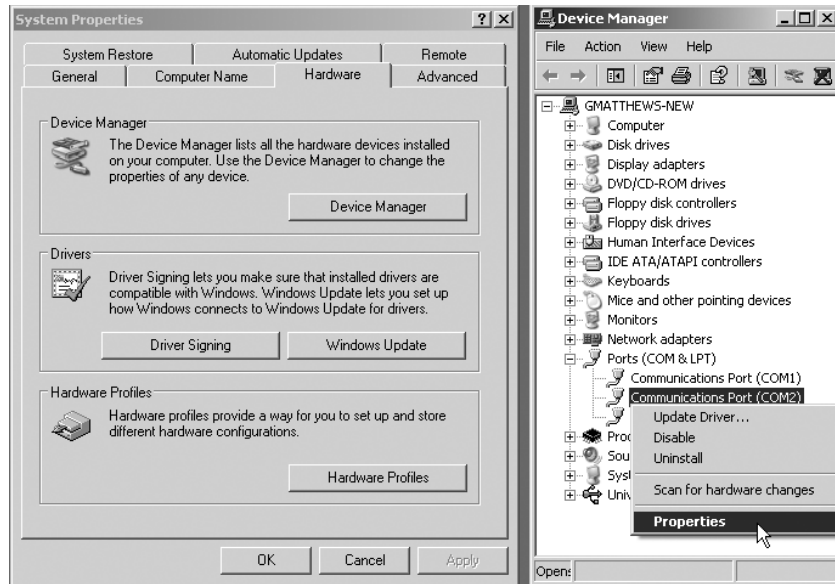 System Properties
System Restore Automatic Updates Remote
General Computer Name Hardware Advanced
Device Manager
The Device Manager lists all the hardware devices installed
on your computer. Use the Device Manager to change the
properties of any device.
Device Manager
Drivers
Driver Signing lets you make sure that installed drivers are
compatible with Windows. Windows Update lets you set up
how Windows connects to Windows Update for drivers.
Driver Signing Windows Update
Hardware Profiles
Hardware profiles provide a way for you to set up and store
different hardware configurations.
Hardware Profiles
OK Cancel Apply
Device Manager
File Action View Help
GMATTHEWS-NEW
Computer
Disk drives
Display adapters
DVD/CD-ROM drives
Floppy disk controllers
Floppy disk drives
Human Interface Devices
IDE ATA/ATAPI controllers
Keyboards
Mice and other pointing devices
Monitors
Network adapters
Ports (COM & LPT)
Communications Port (COM1)
Communications Port (COM2)
Proc
Sou
Syst
Univ
Update Driver...
Disable
Uninstall
Scan for hardware changes
Properties
Opens